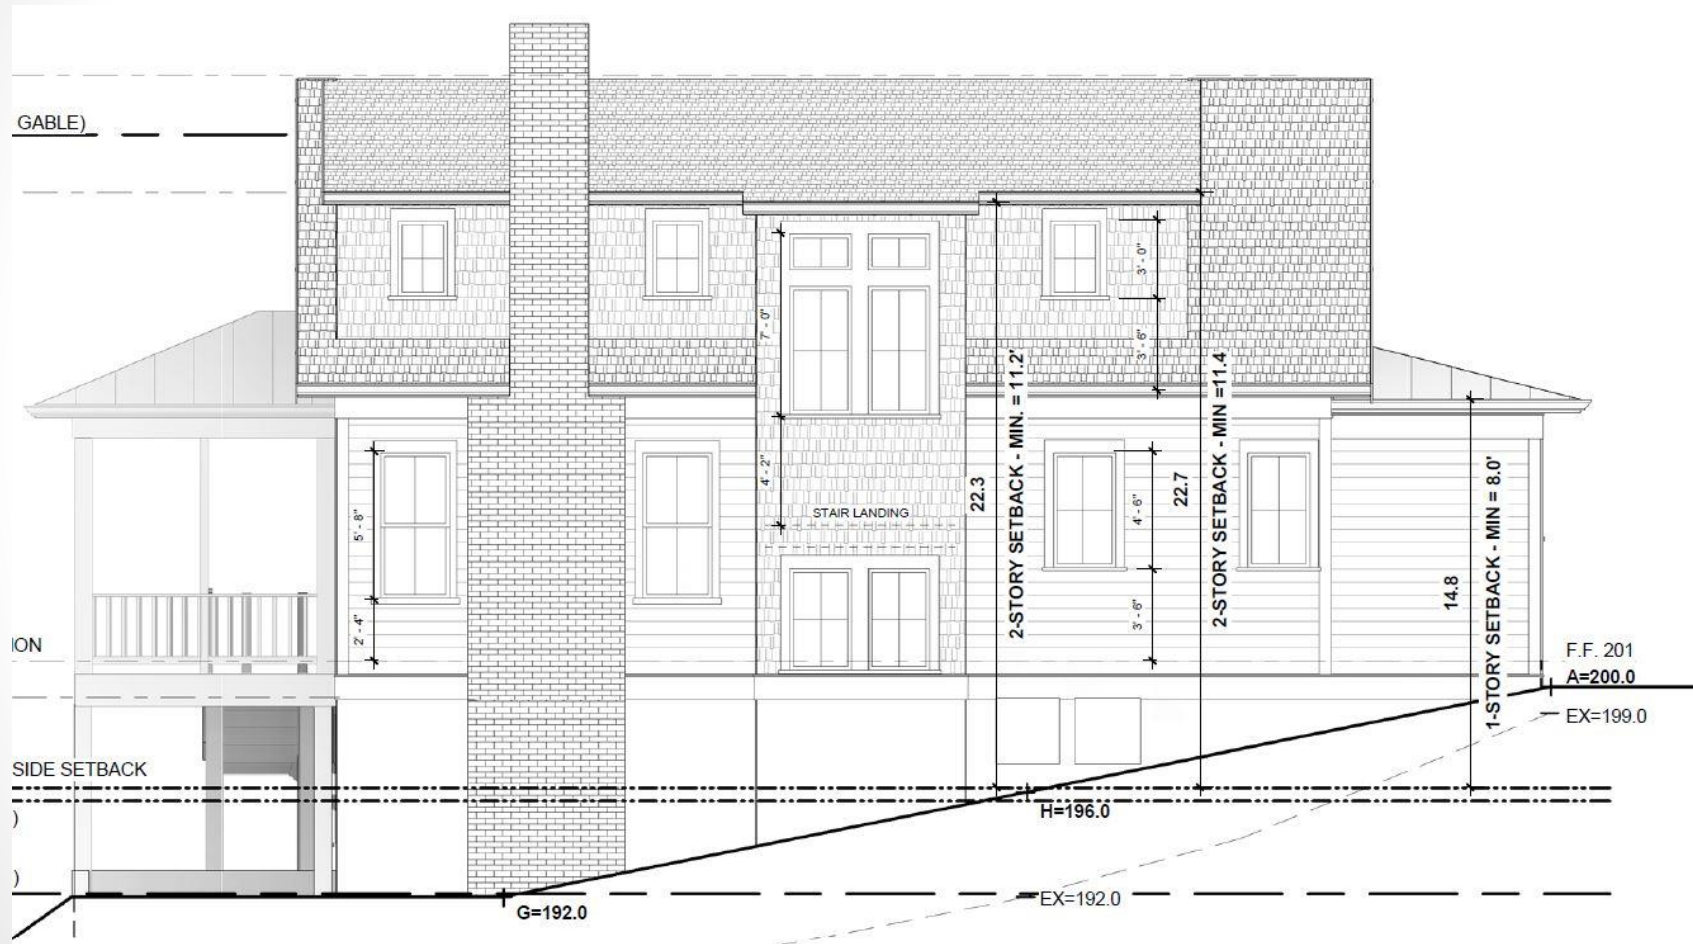 GABLE)
3' - 0"
7' - 0"
3' - 6"
2-STORY SETBACK - MIN. = 11.2'
2-STORY SETBACK - MIN =11.4'
4' - 2"
22.3
22.7
1-STORY SETBACK - MIN = 8.0'
STAIR LANDING
5' - 8"
4' - 6"
14.8
2' - 4"
3' - 6"
ION
F.F. 201
A=200.0
EX=199.0
SIDE SETBACK
)
H=196.0
)
EX=192.0
G=192.0